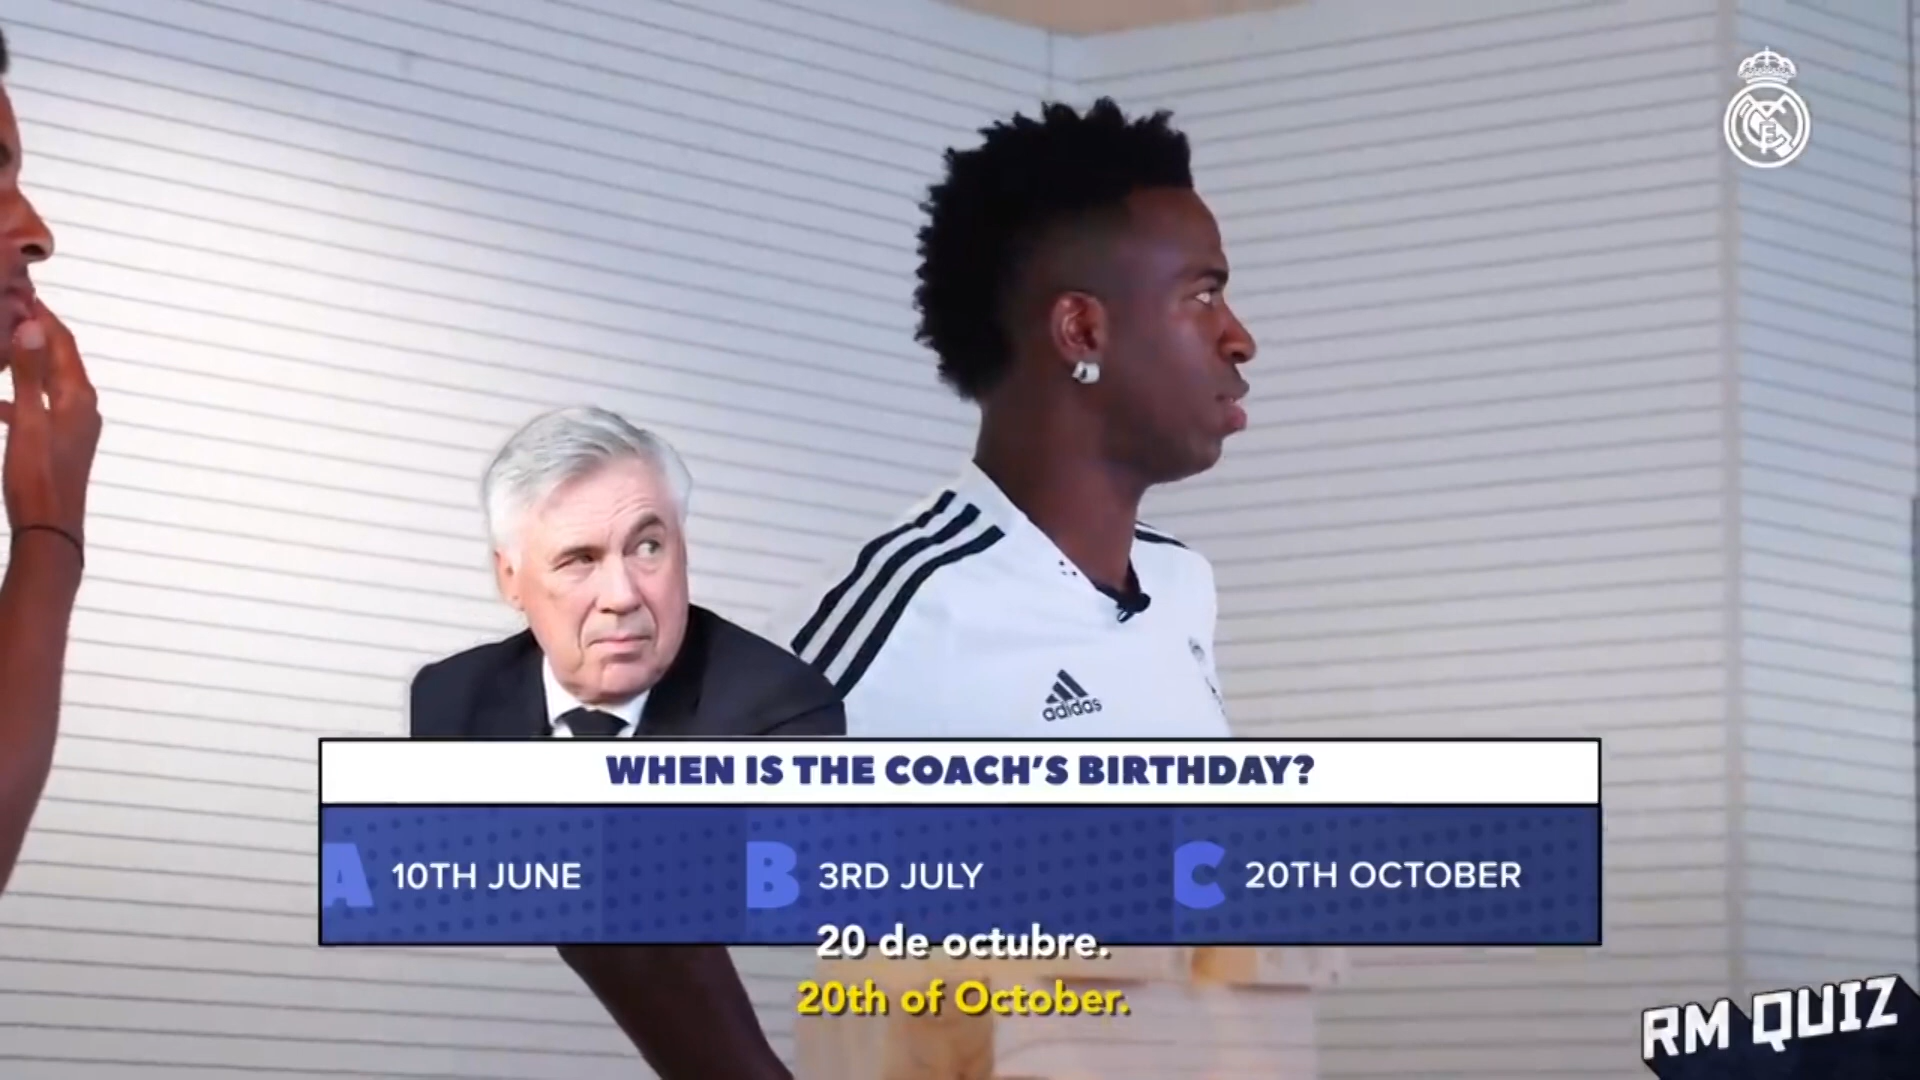 adidas
WHEN IS THE COACH'S BIRTHDAY?
A 10TH JUNE
B 3RD JULY
C 20TH OCTOBER
20 de octubre.
20th of October.
RM QUIZ